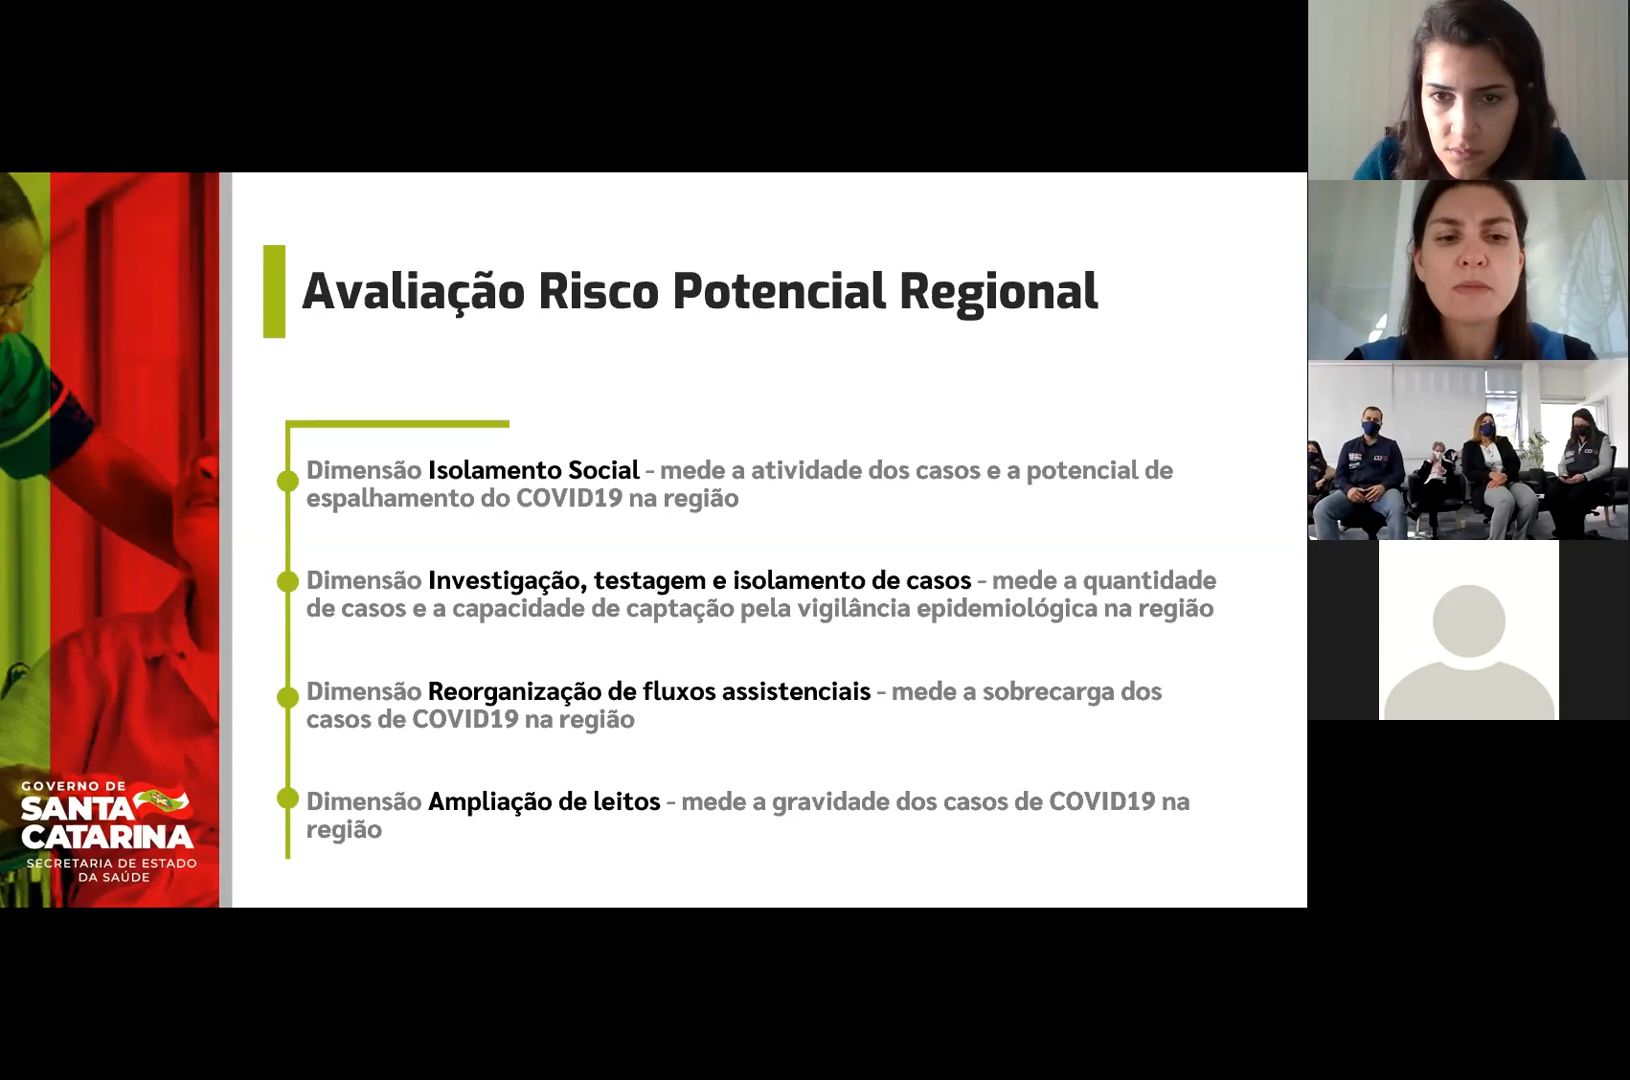 Avaliação Risco Potencial Regional
Dimensão Isolamento Social - mede a atividade dos casos e a potencial de
espalhamento do COVID19 na região
Dimensão Investigação, testagem e isolamento de casos - mede a quantidade
de casos e a capacidade de captação pela vigilância epidemiológica na região
Dimensão Reorganização de fluxos assistenciais - mede a sobrecarga dos
casos de COVID19 na região
Dimensão Ampliação de leitos - mede a gravidade dos casos de COVID19 na
região
GOVERNO DE
SANTA
CATARINA
SECRETARIA DE ESTADO
DA SAÚDE